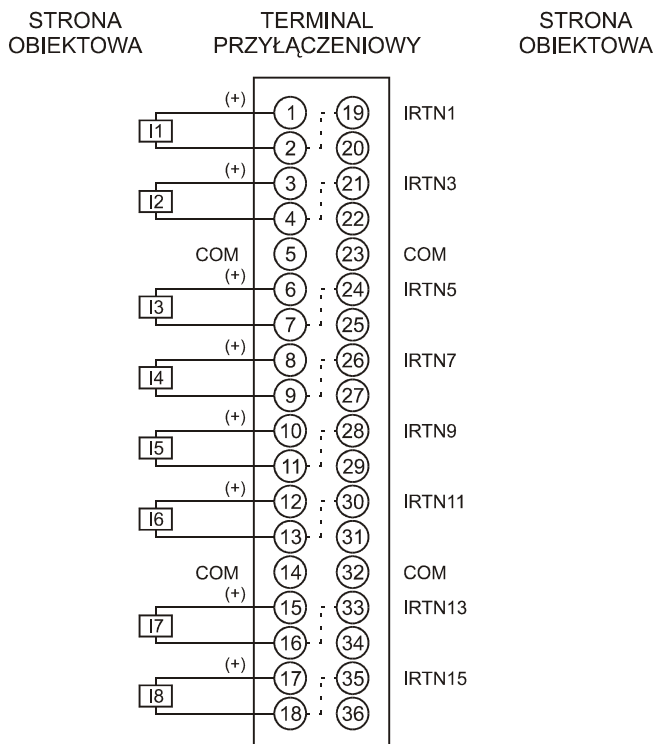 STRONA OBIEKTOWA
TERMINAL PRZYŁĄCZENIOWY
STRONA OBIEKTOWA
(+) 1 19 IRTN1
I1
2 20
(+) 3 21 IRTN3
I2
4 22
COM 5 23 COM
(+) 6 24 IRTN5
I3
7 25
(+) 8 26 IRTN7
I4
9 27
(+) 10 28 IRTN9
I5
11 29
(+) 12 30 IRTN11
I6
13 31
COM 14 32 COM
(+) 15 33 IRTN13
I7
16 34
(+) 17 35 IRTN15
I8
18 36